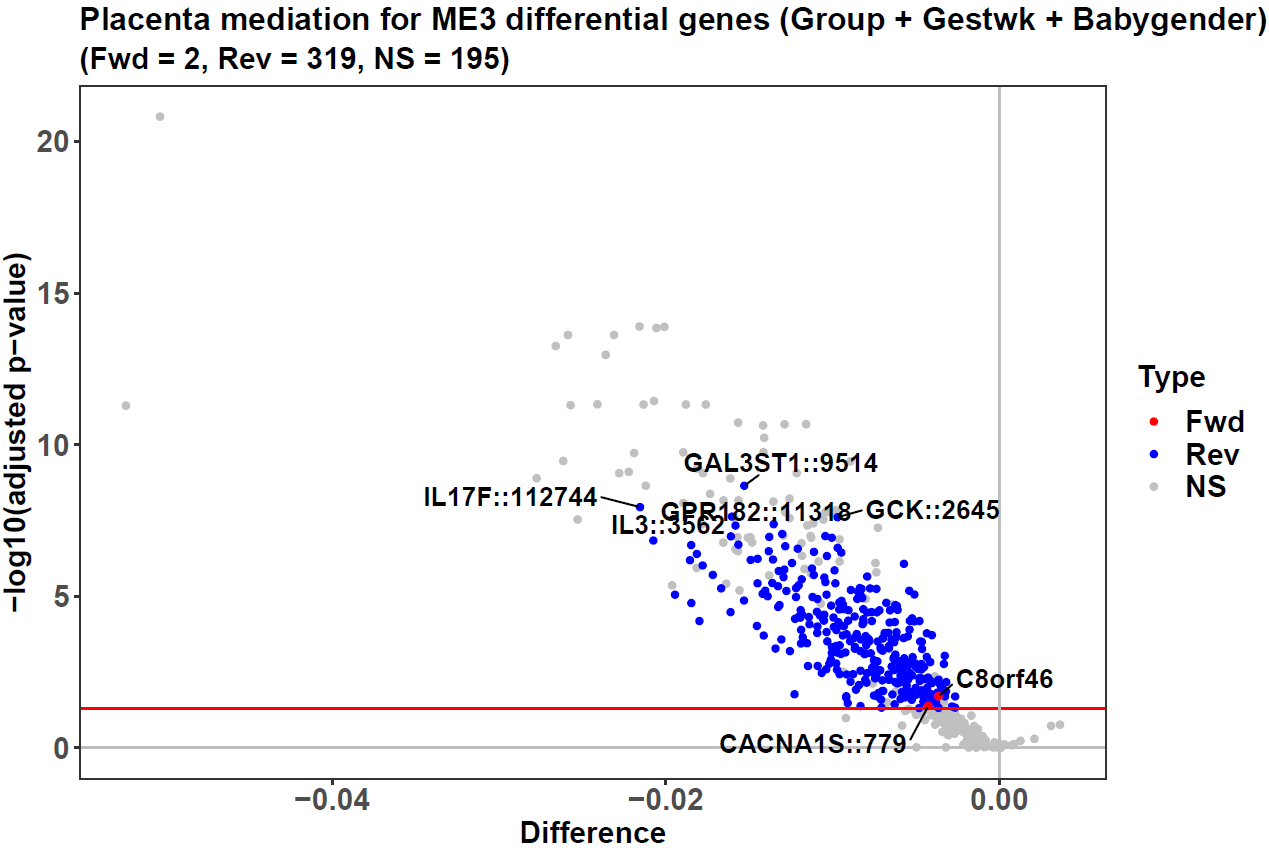 Placenta mediation for ME3 differential genes (Group + Gestwk + Babygender)
(Fwd = 2, Rev = 319, NS = 195)
−log10(adjusted p−value)
20
15
10
5
0
GAL3ST1::9514
IL17F::112744
GPR182::11318
GCK::2645
IL3::3562
C8orf46
CACNA1S::779
−0.04
−0.02
0.00
Difference
Type
Fwd
Rev
NS